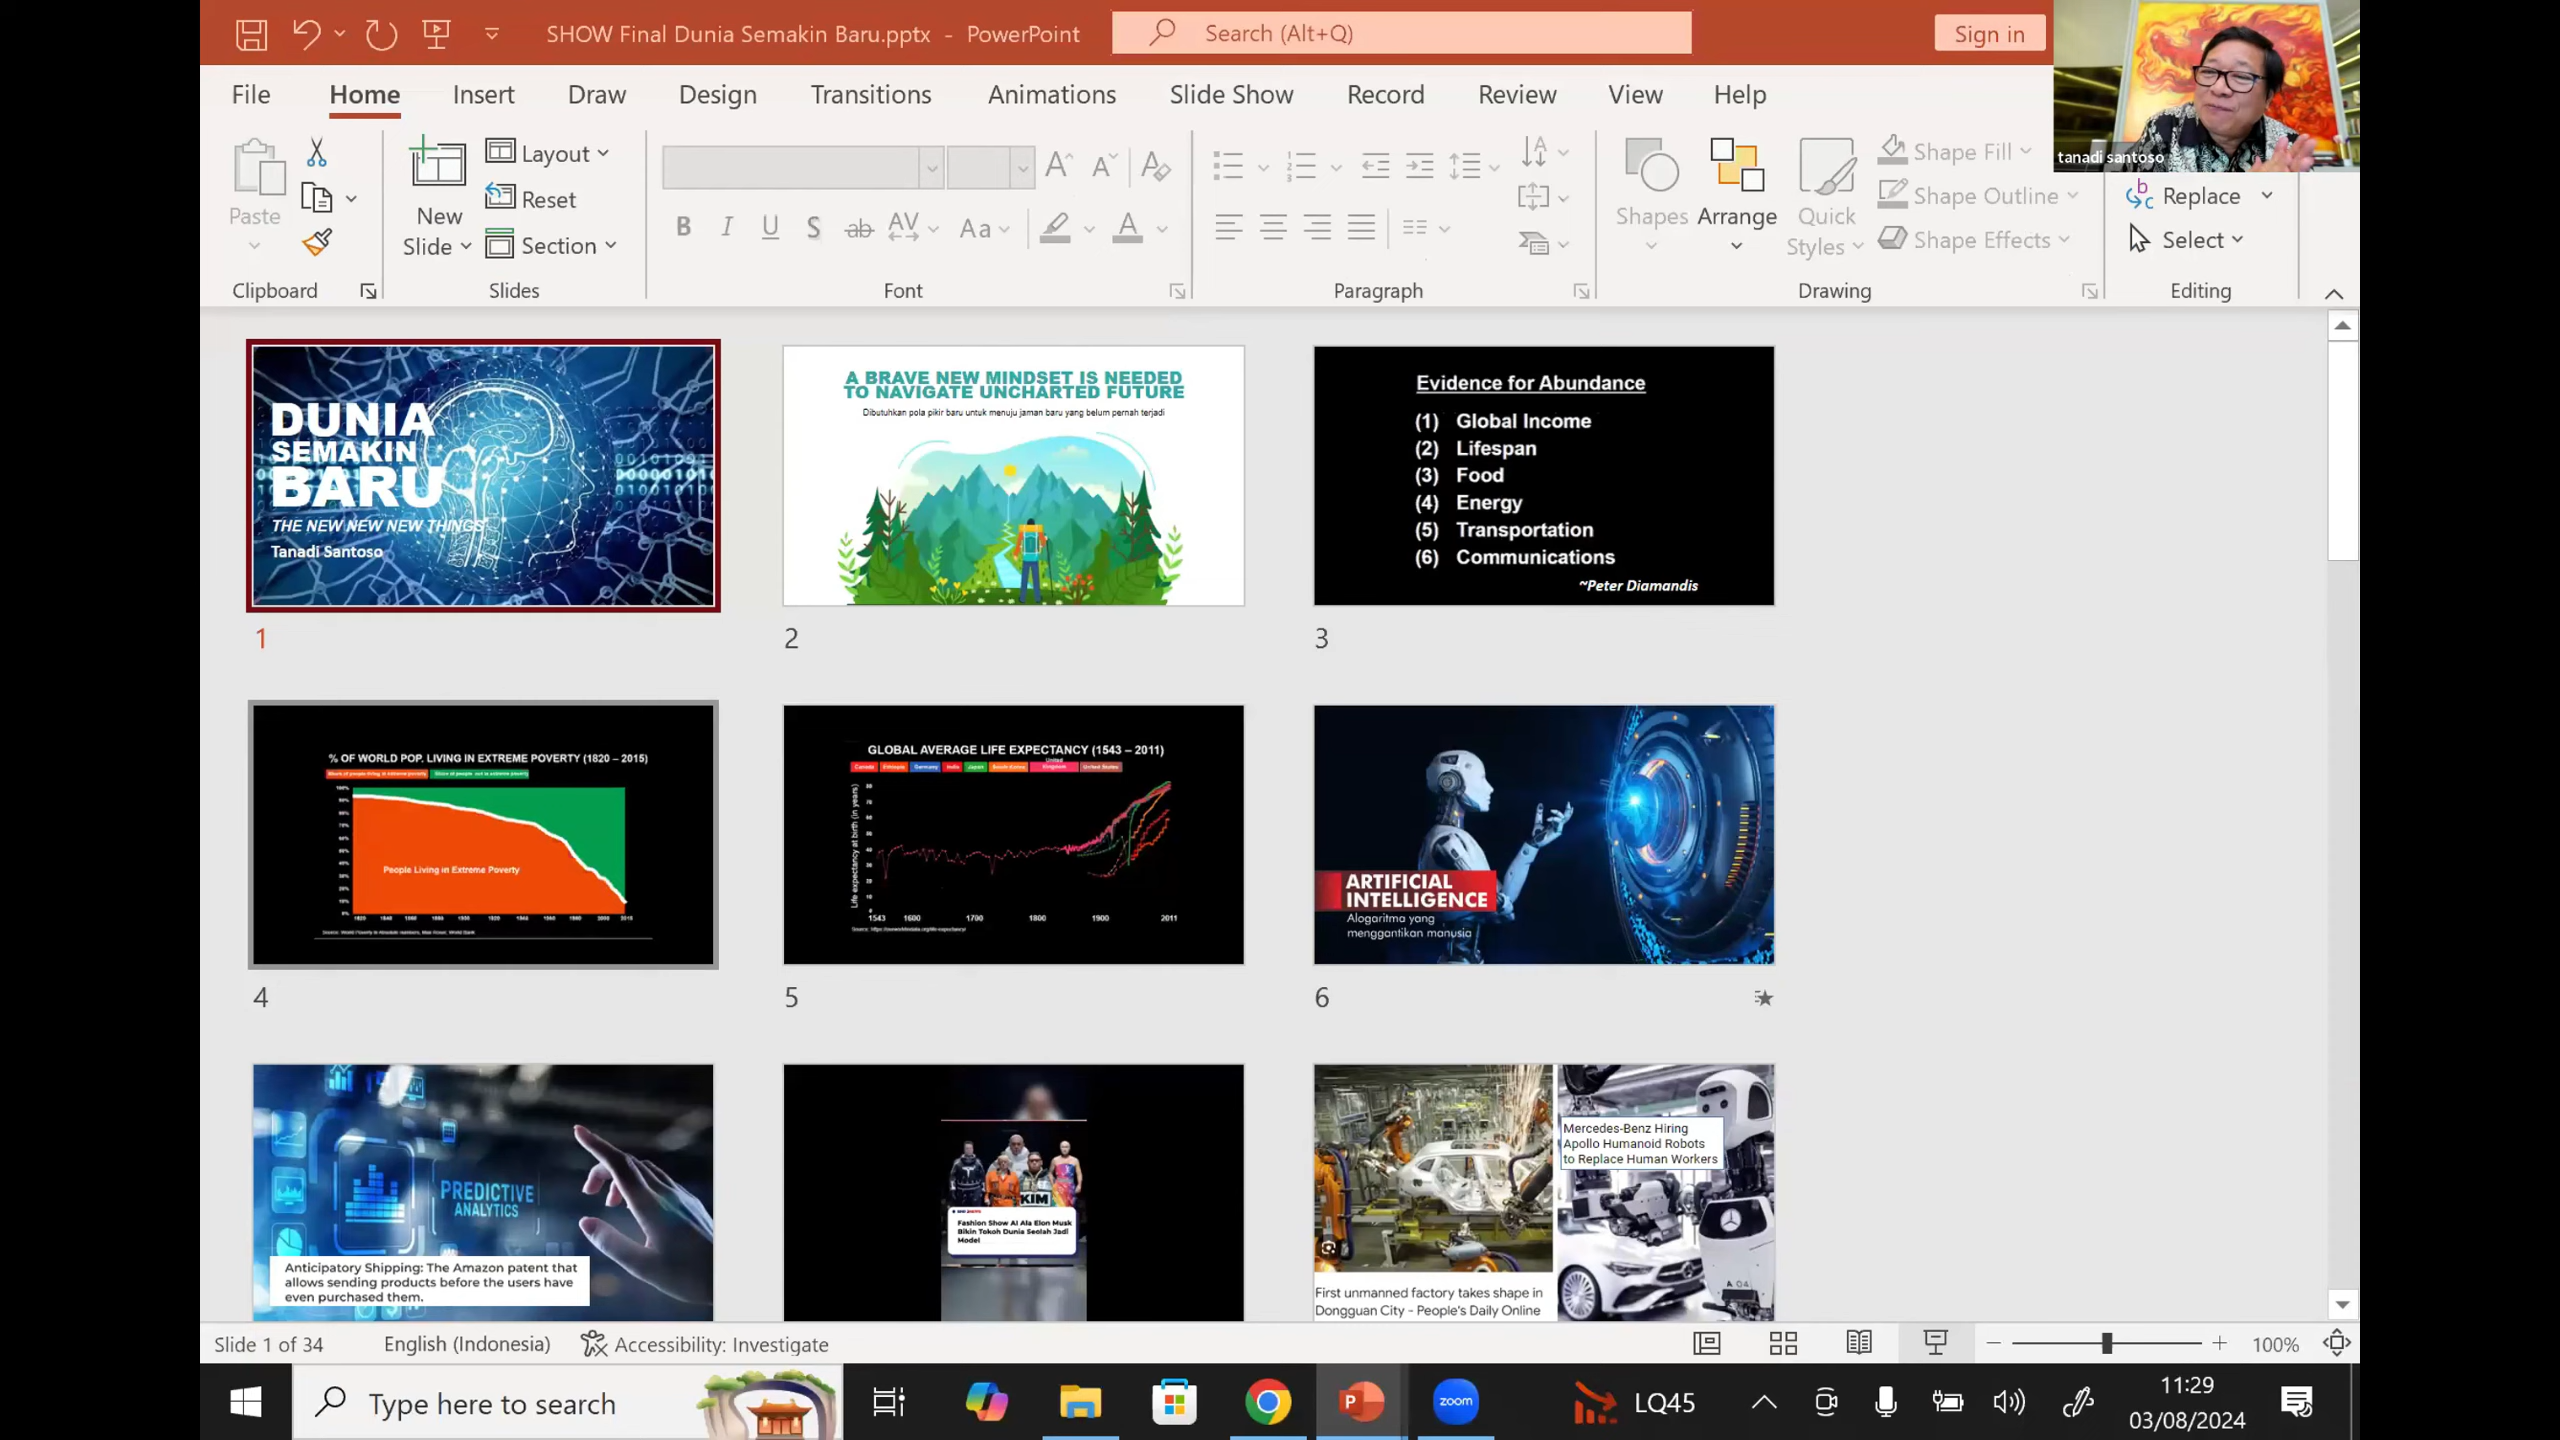 SHOW Final Dunia Semakin Baru.pptx - PowerPoint
Search (Alt+Q)
Sign in
tanadi santoso
File
Home
Insert
Draw
Design
Transitions
Animations
Slide Show
Record
Review
View
Help
Paste
New
Slide
Layout
Reset
Section
Aa
Shapes
Arrange
Quick
Styles
Shape Fill
Shape Outline
Shape Effects
Replace
Select
Clipboard
Slides
Font
Paragraph
Drawing
Editing
DUNIA
SEMAKIN
BARU
THE NEW NEW NEW THINGS
Tanadi Santoso
1
A BRAVE NEW MINDSET IS NEEDED
TO NAVIGATE UNCHARTED FUTURE
Dibutuhkan pola pikir baru untuk menuju jaman baru yang belum pernah terjadi
2
Evidence for Abundance
(1) Global Income
(2) Lifespan
(3) Food
(4) Energy
(5) Transportation
(6) Communications
~Peter Diamandis
3
% OF WORLD POP. LIVING IN EXTREME POVERTY (1820 – 2015)
People Living in Extreme Poverty
4
GLOBAL AVERAGE LIFE EXPECTANCY (1543 – 2011)
Life expectancy at birth (in years)
1543 1600 1700 1800 1900 2011
5
ARTIFICIAL
INTELLIGENCE
Alogaritma yang
menggantikan manusia
6
PREDICTIVE
ANALYTICS
Anticipatory Shipping: The Amazon patent that
allows sending products before the users have
even purchased them.
KIM
Fashion Show AI Ala Elon Musk
Bikin Tokoh Dunia Seolah Jadi
Model
Mercedes-Benz Hiring
Apollo Humanoid Robots
to Replace Human Workers
First unmanned factory takes shape in
Dongguan City - People's Daily Online
Slide 1 of 34
English (Indonesia)
Accessibility: Investigate
100%
Type here to search
zoom
LQ45
11:29
03/08/2024